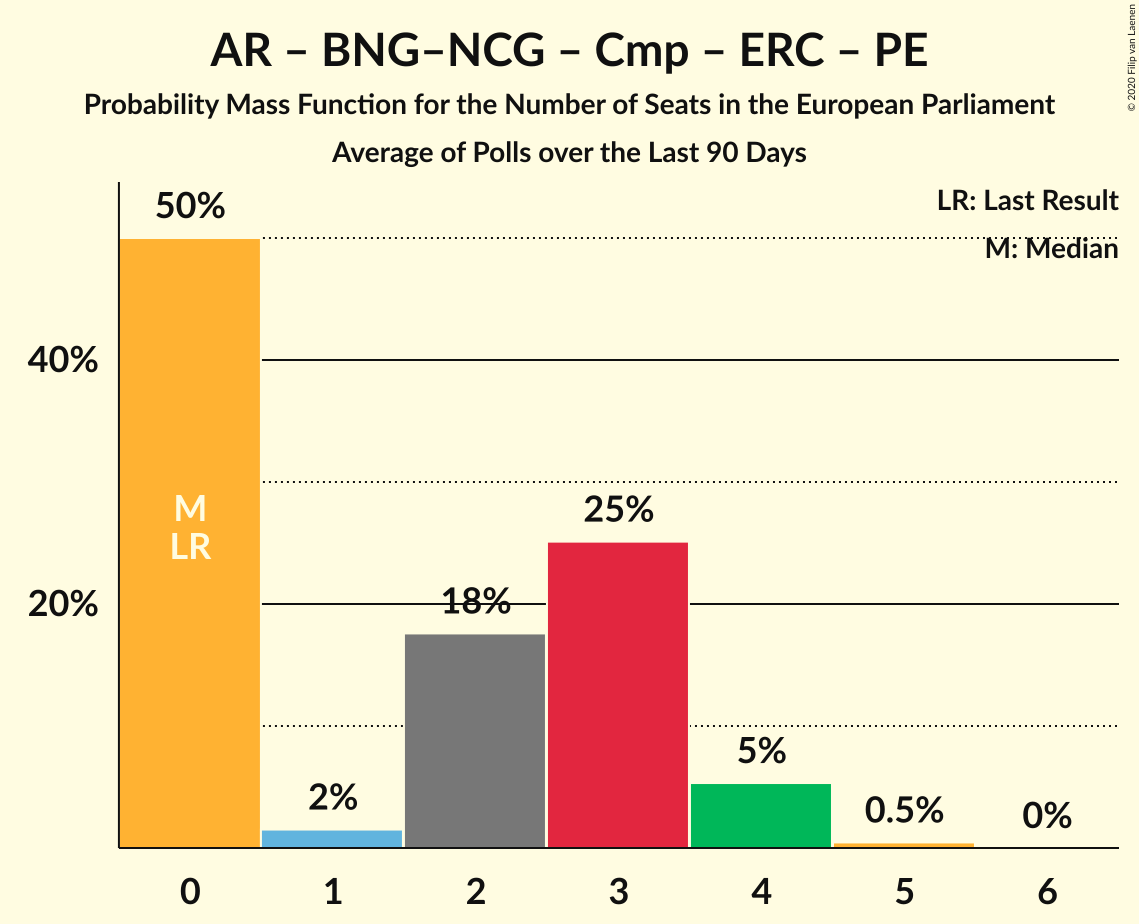 AR – BNG–NCG – Cmp – ERC – PE
Probability Mass Function for the Number of Seats in the European Parliament
Average of Polls over the Last 90 Days
© 2020 Filip van Laenen
LR: Last Result
M: Median
50%
40%
M
LR
25%
20%
18%
5%
2%
0.5%
0%
0 1 2 3 4 5 6